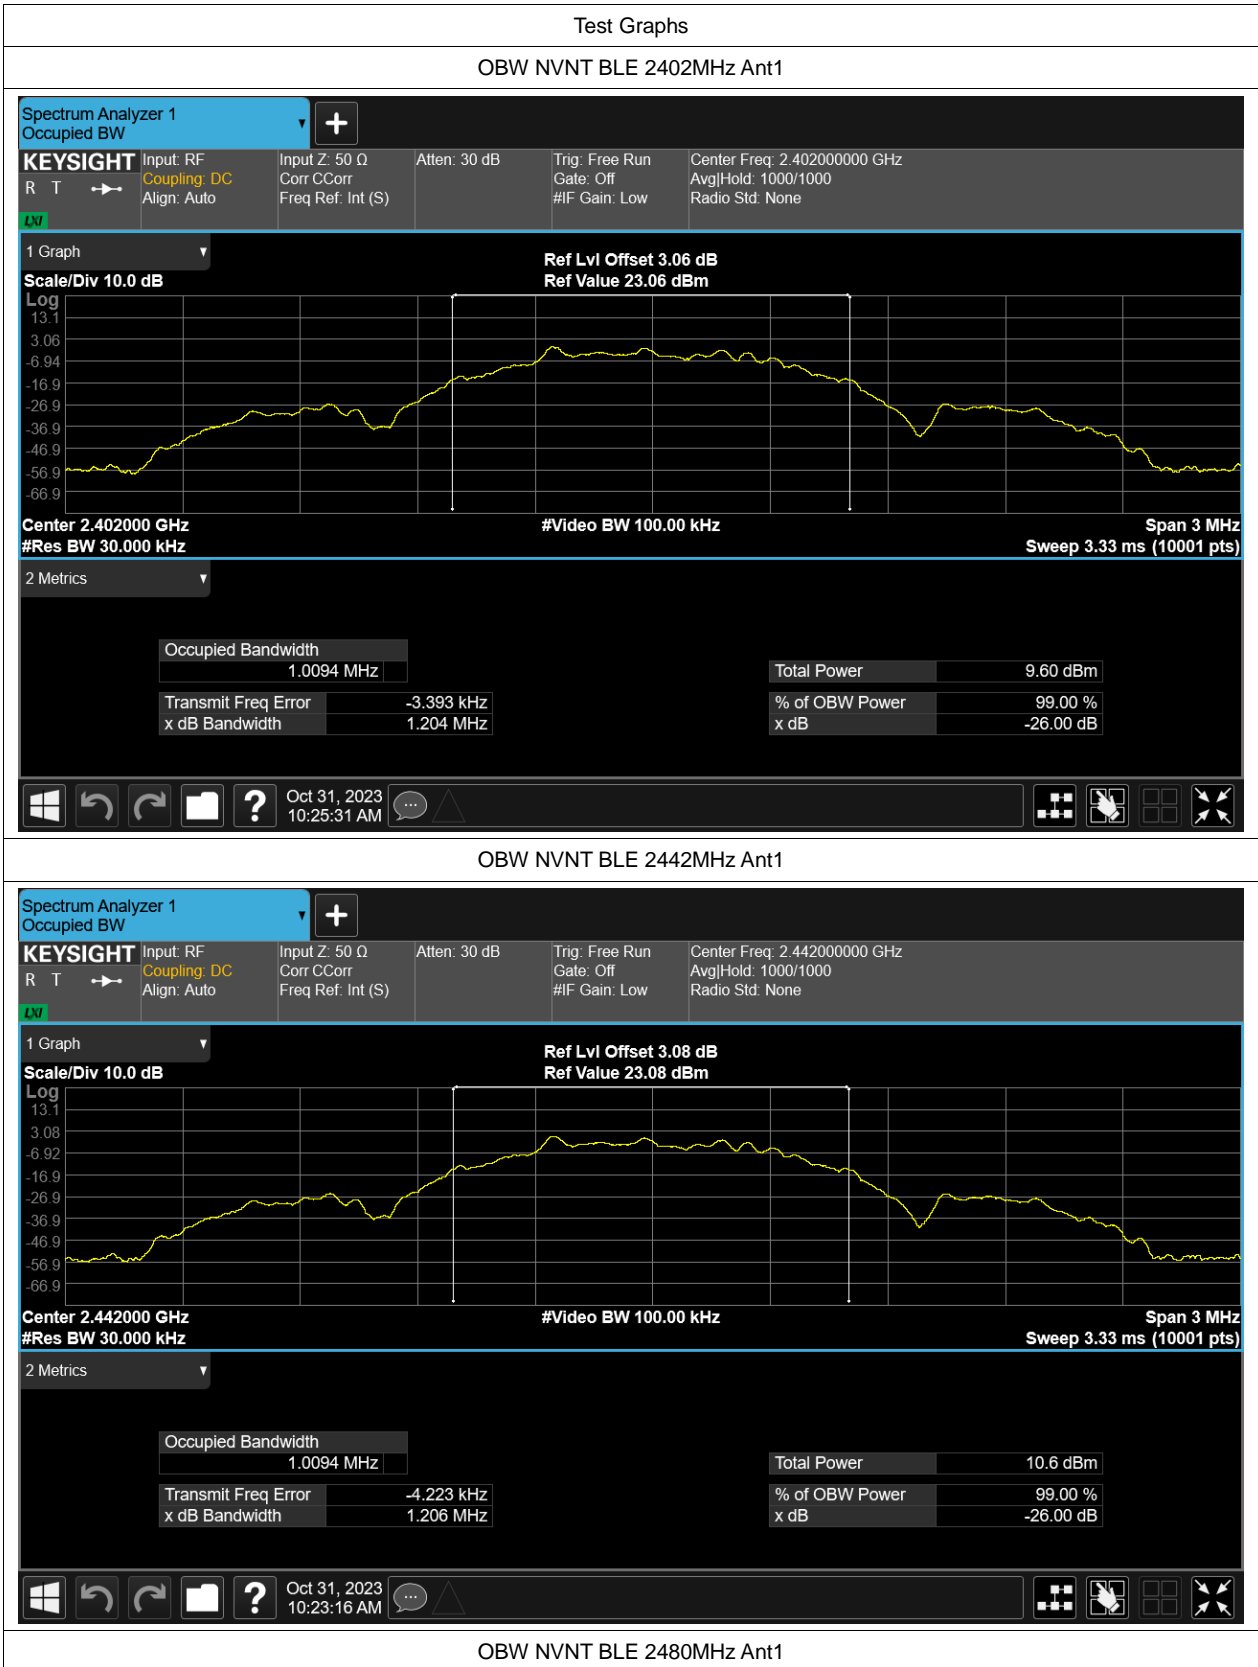 Test Graphs
OBW NVNT BLE 2402MHz Ant1
Spectrum Analyzer 1
Occupied BW
KEYSIGHT Input: RF Input Z: 50 Ω Atten: 30 dB Trig: Free Run Center Freq: 2.402000000 GHz
R T Coupling: DC Corr CCorr Gate: Off Avg|Hold: 1000/1000
Align: Auto Freq Ref: Int (S) #IF Gain: Low Radio Std: None
LXI
1 Graph
Ref Lvl Offset 3.06 dB
Scale/Div 10.0 dB Ref Value 23.06 dBm
Log
13.1
3.06
-6.94
-16.9
-26.9
-36.9
-46.9
-56.9
-66.9
Center 2.402000 GHz #Video BW 100.00 kHz Span 3 MHz
#Res BW 30.000 kHz Sweep 3.33 ms (10001 pts)
2 Metrics
Occupied Bandwidth
1.0094 MHz
Total Power 9.60 dBm
Transmit Freq Error -3.393 kHz % of OBW Power 99.00 %
x dB Bandwidth 1.204 MHz x dB -26.00 dB
Oct 31, 2023
10:25:31 AM
OBW NVNT BLE 2442MHz Ant1
Spectrum Analyzer 1
Occupied BW
KEYSIGHT Input: RF Input Z: 50 Ω Atten: 30 dB Trig: Free Run Center Freq: 2.442000000 GHz
R T Coupling: DC Corr CCorr Gate: Off Avg|Hold: 1000/1000
Align: Auto Freq Ref: Int (S) #IF Gain: Low Radio Std: None
LXI
1 Graph
Ref Lvl Offset 3.08 dB
Scale/Div 10.0 dB Ref Value 23.08 dBm
Log
13.1
3.08
-6.92
-16.9
-26.9
-36.9
-46.9
-56.9
-66.9
Center 2.442000 GHz #Video BW 100.00 kHz Span 3 MHz
#Res BW 30.000 kHz Sweep 3.33 ms (10001 pts)
2 Metrics
Occupied Bandwidth
1.0094 MHz
Total Power 10.6 dBm
Transmit Freq Error -4.223 kHz % of OBW Power 99.00 %
x dB Bandwidth 1.206 MHz x dB -26.00 dB
Oct 31, 2023
10:23:16 AM
OBW NVNT BLE 2480MHz Ant1